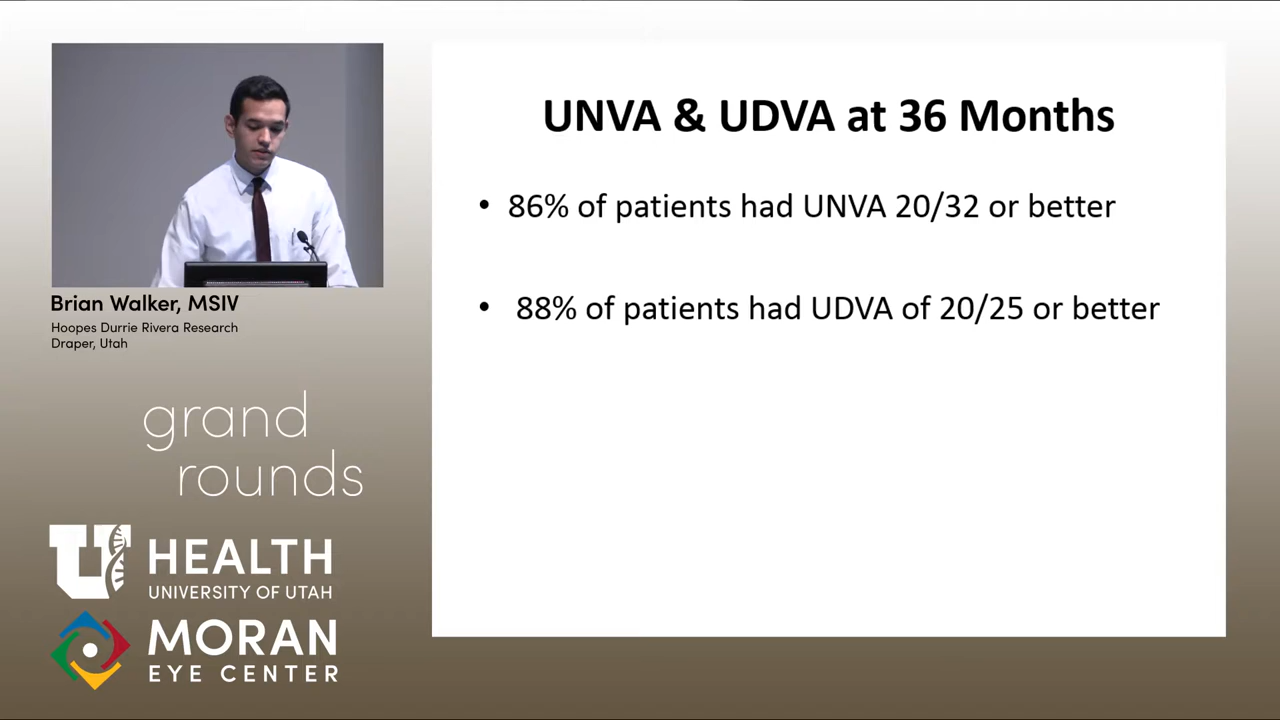 UNVA & UDVA at 36 Months
• 86% of patients had UNVA 20/32 or better
• 88% of patients had UDVA of 20/25 or better
Brian Walker, MSIV
Hoopes Durrie Rivera Research
Draper, Utah
grand
rounds
U HEALTH
UNIVERSITY OF UTAH
MORAN
EYE CENTER